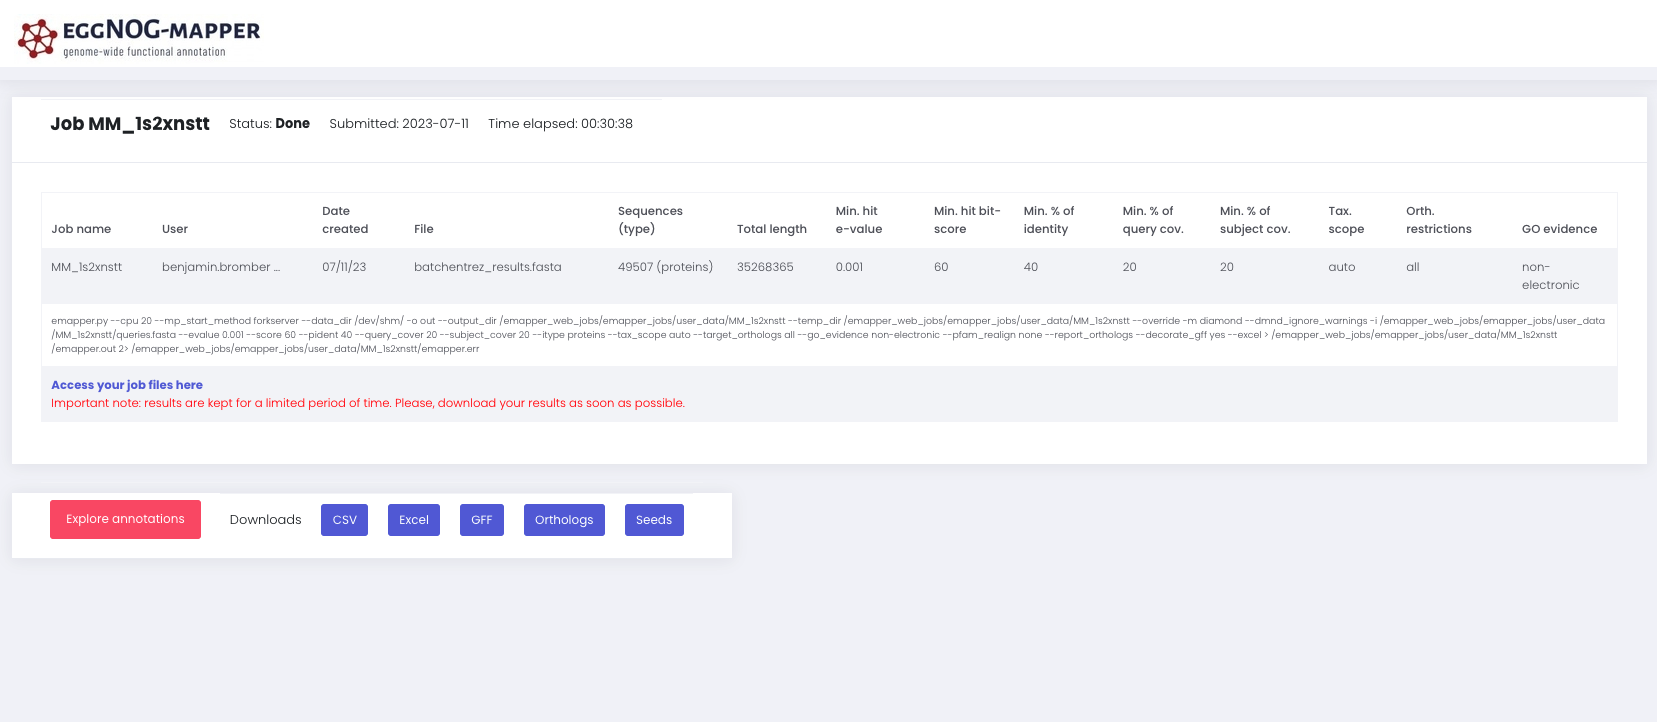 eggNOG-mapper
genome-wide functional annotation
Job MM_1s2xnstt Status: Done Submitted: 2023-07-11 Time elapsed: 00:30:38
Job name User Date created File Sequences (type) Total length Min. hit e-value Min. hit bit-score Min. % of identity Min. % of query cov. Min. % of subject cov. Tax. scope Orth. restrictions GO evidence
MM_1s2xnstt benjamin.bromber ... 07/11/23 batchentrez_results.fasta 49507 (proteins) 35268365 0.001 60 40 20 20 auto all non-electronic
emapper.py --cpu 20 --mp_start_method forkserver --data_dir /dev/shm/ -o out --output_dir /emapper_web_jobs/emapper_jobs/user_data/MM_1s2xnstt --temp_dir /emapper_web_jobs/emapper_jobs/user_data/MM_1s2xnstt --override -m diamond --dmnd_ignore_warnings -i /emapper_web_jobs/emapper_jobs/user_data
/MM_1s2xnstt/queries.fasta --evalue 0.001 --score 60 --pident 40 --query_cover 20 --subject_cover 20 --itype proteins --tax_scope auto --target_orthologs all --go_evidence non-electronic --pfam_realign none --report_orthologs --decorate_gff yes --excel > /emapper_web_jobs/emapper_jobs/user_data/MM_1s2xnstt
/emapper.out 2> /emapper_web_jobs/emapper_jobs/user_data/MM_1s2xnstt/emapper.err
Access your job files here
Important note: results are kept for a limited period of time. Please, download your results as soon as possible.
Explore annotations Downloads CSV Excel GFF Orthologs Seeds